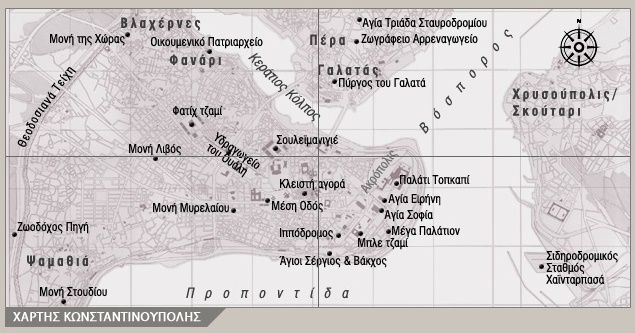 Βλαχέρνες
Μονή της Χώρας
Οικουμενικό Πατριαρχείο
Φανάρι
Αγία Τριάδα Σταυροδρομίου
Πέρα
Ζωγράφειο Αρρεναγωγείο
Γαλατάς
Πύργος του Γαλατά
Κεράτιος Κόλπος
Βόσπορος
N
Χρυσούπολις/
Σκούταρι
Θεοδοσιανά Τείχη
Φατίχ τζαμί
Υδραγωγείο
του Ουάλη
Σουλεϊμανιγιέ
Μονή Λιβός
Ακρόπολις
Παλάτι Τοπκαπί
Κλειστή αγορά
Αγία Ειρήνη
Μέση Οδός
Μονή Μυρελαίου
Αγία Σοφία
Ζωοδόχος Πηγή
Ιππόδρομος
Μέγα Παλάτιον
Μπλε τζαμί
Ψαμαθιά
Άγιοι Σέργιος & Βάκχος
Σιδηροδρομικός
Σταθμός
Χαϊνταρπασά
Μονή Στουδίου
Προποντίδα
ΧΑΡΤΗΣ ΚΩΝΣΤΑΝΤΙΝΟΥΠΟΛΗΣ